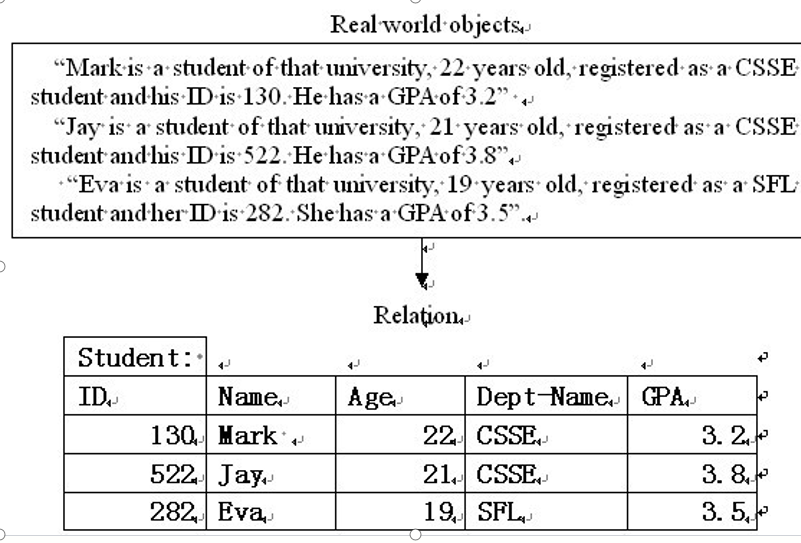 Real world objects
“Mark is a student of that university, 22 years old, registered as a CSSE
student and his ID is 130. He has a GPA of 3.2”
“Jay is a student of that university, 21 years old, registered as a CSSE
student and his ID is 522. He has a GPA of 3.8”
“Eva is a student of that university, 19 years old, registered as a SFL
student and her ID is 282. She has a GPA of 3.5”.
Relation
Student:
ID Name Age Dept-Name GPA
130 Mark 22 CSSE 3.2
522 Jay 21 CSSE 3.8
282 Eva 19 SFL 3.5